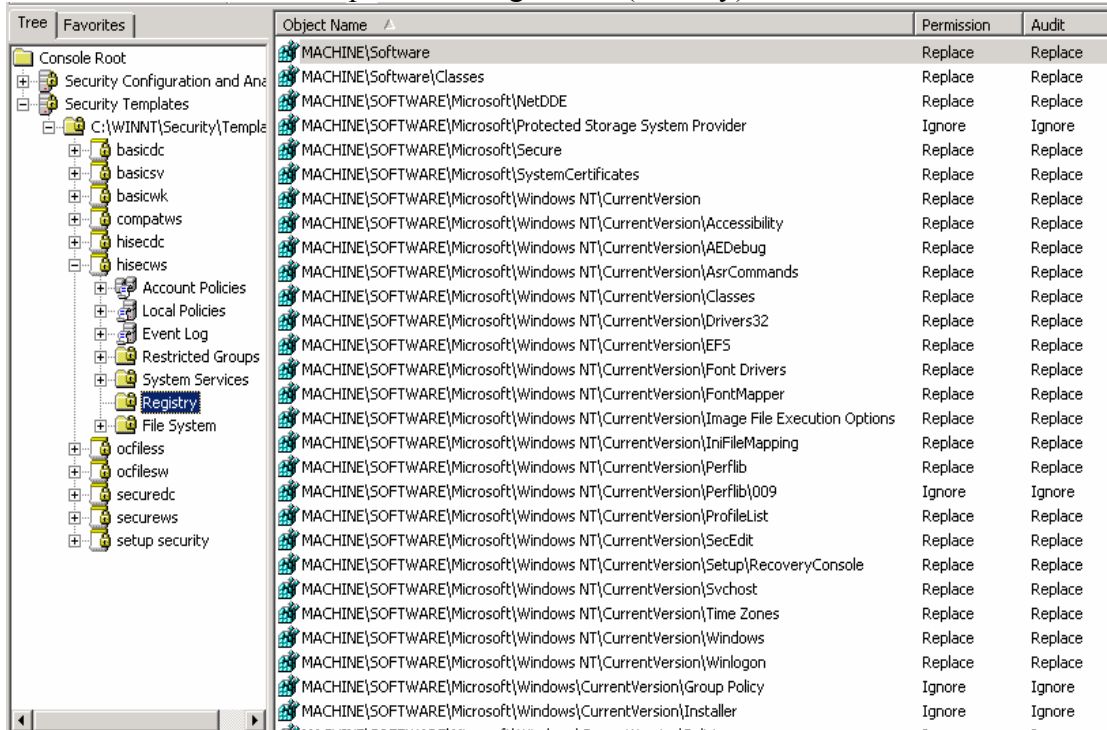 Tree Favorites
Console Root
Security Configuration and Ana
Security Templates
C:\WINNT\Security\Templa
basicdc
basicsv
basicwk
compatws
hisecdc
hisecws
Account Policies
Local Policies
Event Log
Restricted Groups
System Services
Registry
File System
ocfiless
ocfilesw
securedc
securews
setup security
Object Name Permission Audit
MACHINE\Software Replace Replace
MACHINE\Software\Classes Replace Replace
MACHINE\SOFTWARE\Microsoft\NetDDE Replace Replace
MACHINE\SOFTWARE\Microsoft\Protected Storage System Provider Ignore Ignore
MACHINE\SOFTWARE\Microsoft\Secure Replace Replace
MACHINE\SOFTWARE\Microsoft\SystemCertificates Replace Replace
MACHINE\SOFTWARE\Microsoft\Windows NT\CurrentVersion Replace Replace
MACHINE\SOFTWARE\Microsoft\Windows NT\CurrentVersion\Accessibility Replace Replace
MACHINE\SOFTWARE\Microsoft\Windows NT\CurrentVersion\AEDebug Replace Replace
MACHINE\SOFTWARE\Microsoft\Windows NT\CurrentVersion\AsrCommands Replace Replace
MACHINE\SOFTWARE\Microsoft\Windows NT\CurrentVersion\Classes Replace Replace
MACHINE\SOFTWARE\Microsoft\Windows NT\CurrentVersion\Drivers32 Replace Replace
MACHINE\SOFTWARE\Microsoft\Windows NT\CurrentVersion\EFS Replace Replace
MACHINE\SOFTWARE\Microsoft\Windows NT\CurrentVersion\Font Drivers Replace Replace
MACHINE\SOFTWARE\Microsoft\Windows NT\CurrentVersion\FontMapper Replace Replace
MACHINE\SOFTWARE\Microsoft\Windows NT\CurrentVersion\Image File Execution Options Replace Replace
MACHINE\SOFTWARE\Microsoft\Windows NT\CurrentVersion\IniFileMapping Replace Replace
MACHINE\SOFTWARE\Microsoft\Windows NT\CurrentVersion\Perflib Replace Replace
MACHINE\SOFTWARE\Microsoft\Windows NT\CurrentVersion\Perflib\009 Ignore Ignore
MACHINE\SOFTWARE\Microsoft\Windows NT\CurrentVersion\ProfileList Replace Replace
MACHINE\SOFTWARE\Microsoft\Windows NT\CurrentVersion\SecEdit Replace Replace
MACHINE\SOFTWARE\Microsoft\Windows NT\CurrentVersion\Setup\RecoveryConsole Replace Replace
MACHINE\SOFTWARE\Microsoft\Windows NT\CurrentVersion\Svchost Replace Replace
MACHINE\SOFTWARE\Microsoft\Windows NT\CurrentVersion\Time Zones Replace Replace
MACHINE\SOFTWARE\Microsoft\Windows NT\CurrentVersion\Windows Replace Replace
MACHINE\SOFTWARE\Microsoft\Windows NT\CurrentVersion\Winlogon Replace Replace
MACHINE\SOFTWARE\Microsoft\Windows\CurrentVersion\Group Policy Ignore Ignore
MACHINE\SOFTWARE\Microsoft\Windows\CurrentVersion\Installer Ignore Ignore